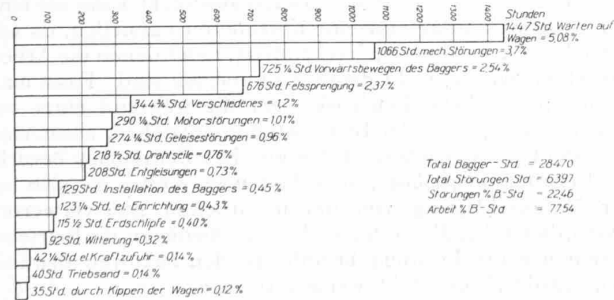 100
200
300
400
500
600
700
800
900
1000
1100
1200
1300
1400
Stunden
1447 Std. Warten auf
Wagen = 5,08%
1066 Std. mech Störungen = 3,7%
725 ¼ Std. Vorwärtsbewegen des Baggers = 2,54%
676 Std. Felssprengung = 2,37%
344 ¾ Std. Verschiedenes = 1,2%
290 ¼ Std. Motorstörungen = 1,01%
274 ¼ Std. Geleisestörungen = 0,96%
218 ½ Std. Drahtseile = 0,76%
208 Std. Entgleisungen = 0,73%
129 Std Installation des Baggers = 0,45%
123 ¼ Std. el. Einrichtung = 0,43%
115 ½ Std. Erdschlipfe = 0,40%
92 Std. Witterung = 0,32%
42 ¼ Std. el. Kraftzufuhr = 0,14%
40 Std. Triebsand = 0,14%
35 Std. durch Kippen der Wagen = 0,12%
Total Bagger-Std. = 28470
Total Störungen Std. = 6397
Störungen % B-Std = 22,46
Arbeit % B-Std = 77,54